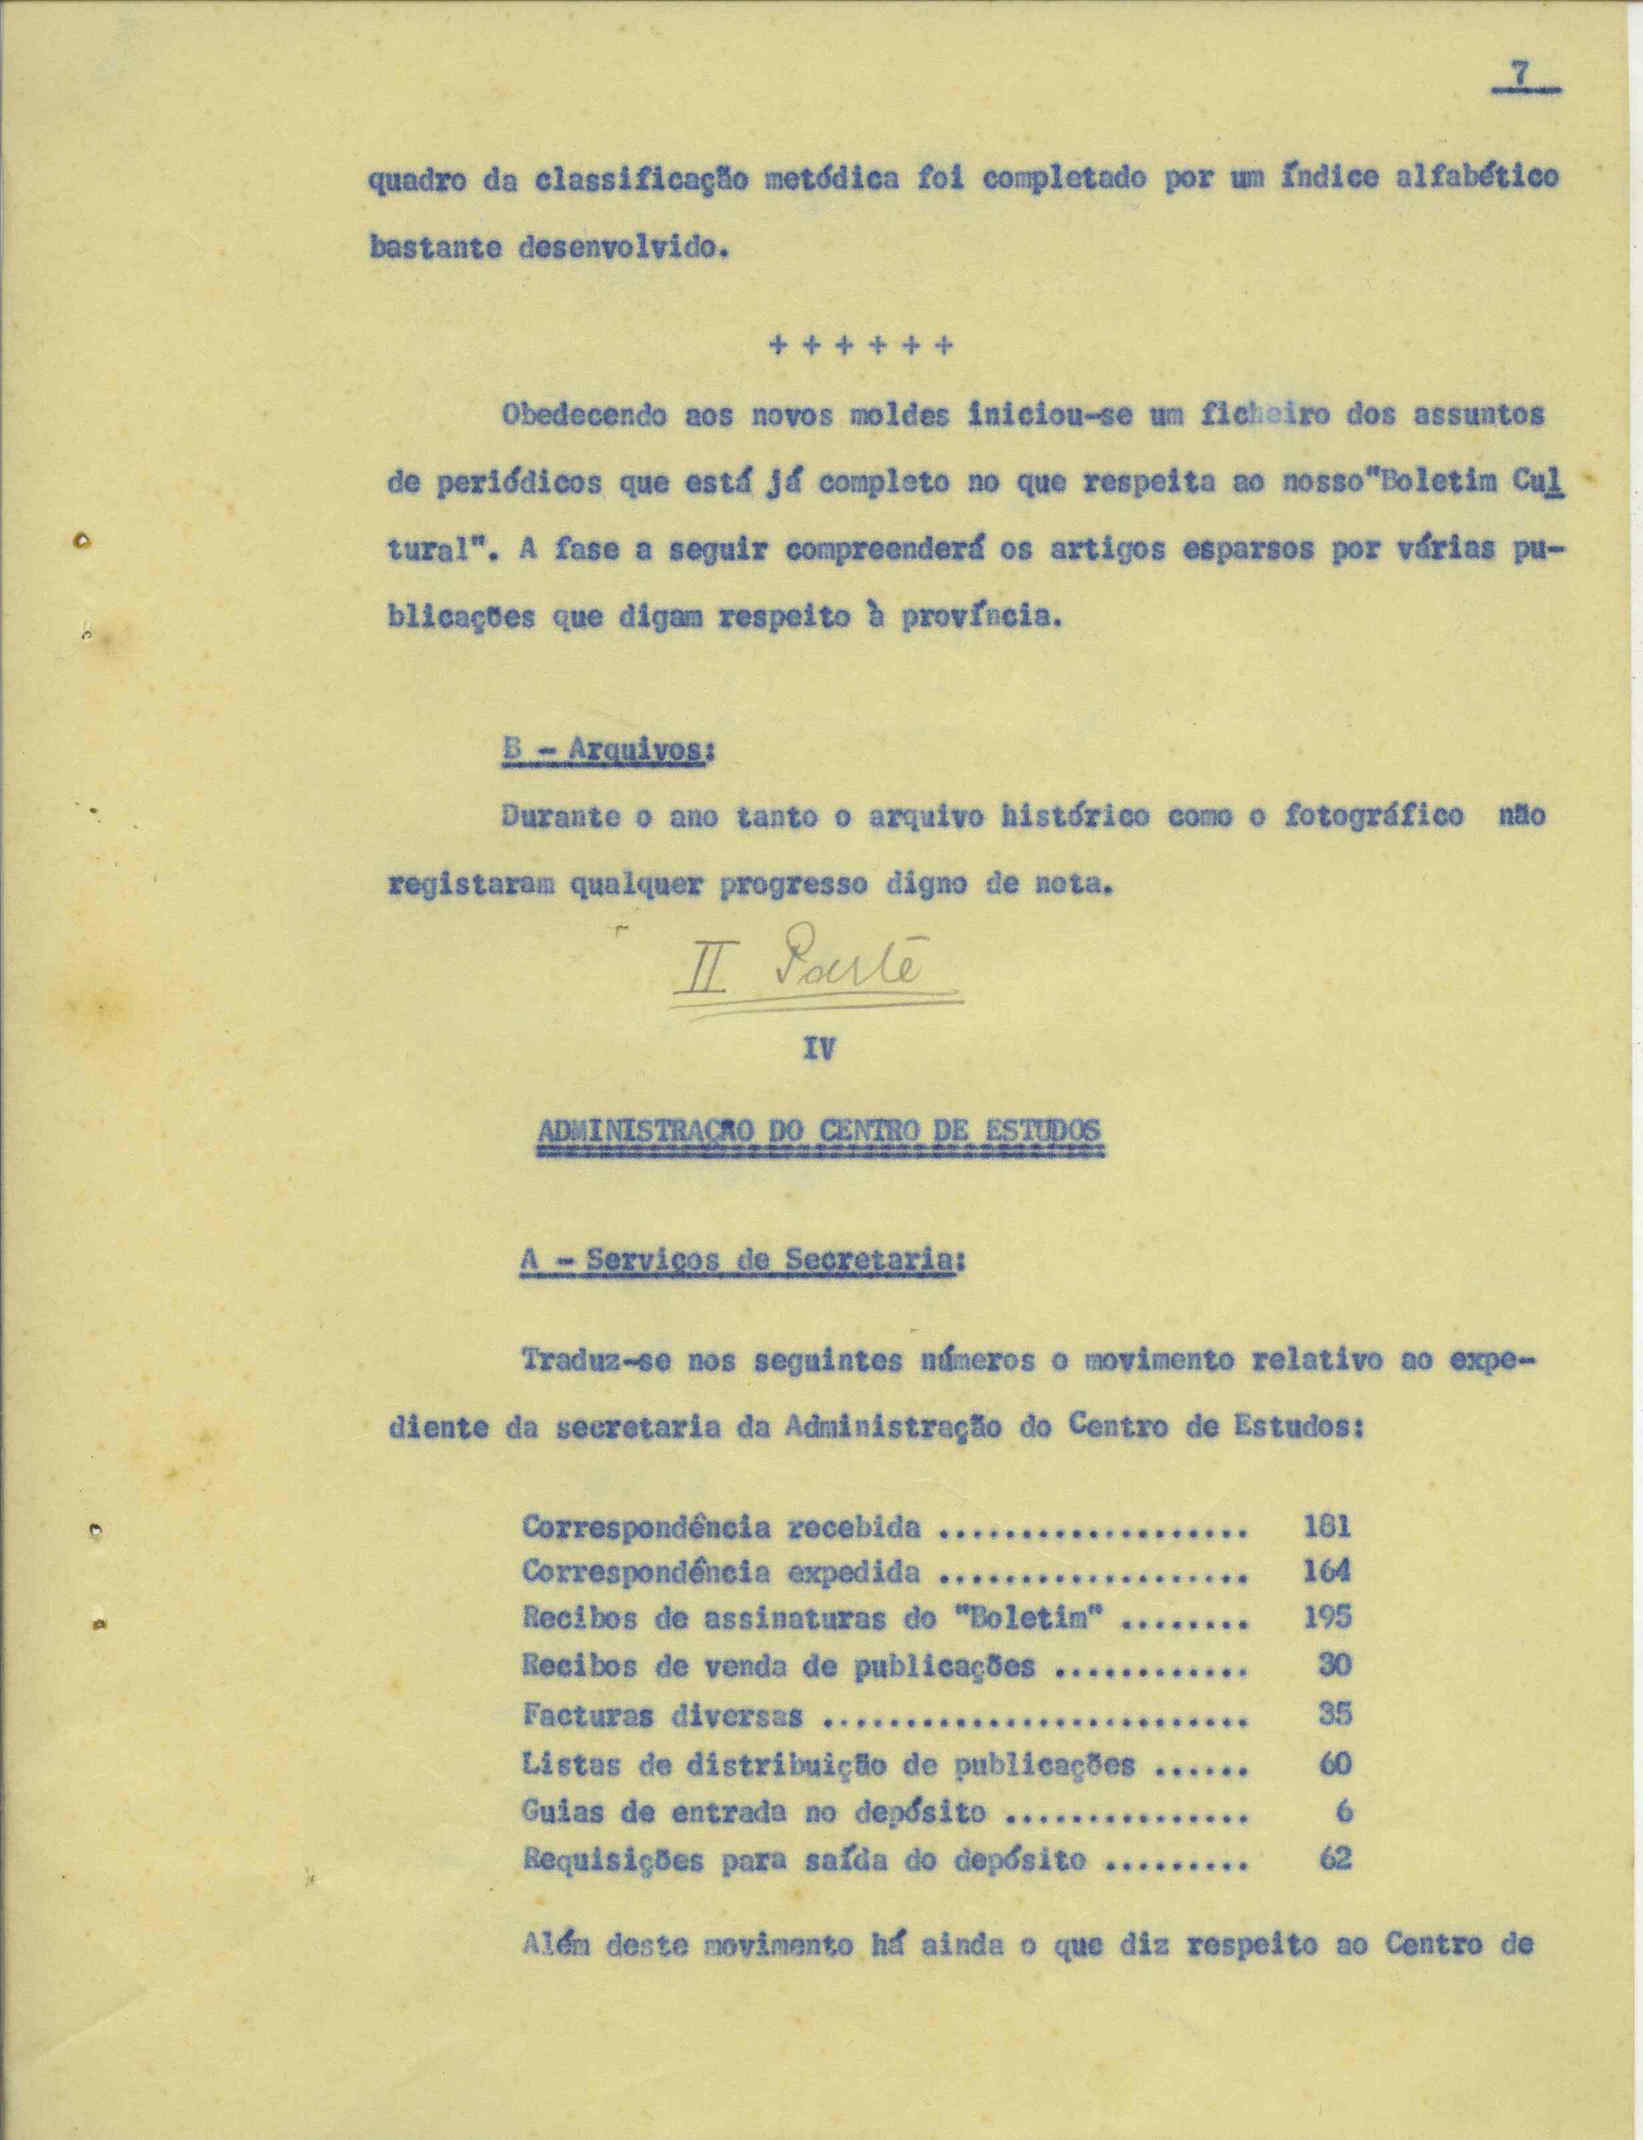 7
quadro da classificação metódica foi completado por um índice alfabético
bastante desenvolvido.
+ + + + + +
Obedecendo aos novos moldes iniciou-se um ficheiro dos assuntos
de periódicos que está já completo no que respeita ao nosso"Boletim Cul
tural". A fase a seguir compreenderá os artigos esparsos por várias pu-
blicações que digam respeito à província.
B - Arquivos:
Durante o ano tanto o arquivo histórico como o fotográfico não
registaram qualquer progresso digno de nota.
II Parte
IV
ADMINISTRAÇÃO DO CENTRO DE ESTUDOS
A - Serviços de Secretaria:
Traduz-se nos seguintes números o movimento relativo ao expe-
diente da secretaria da Administração do Centro de Estudos:
Correspondência recebida ................... 181
Correspondência expedida ................... 164
Recibos de assinaturas do "Boletim" ........ 195
Recibos de venda de publicações ............ 30
Facturas diversas .......................... 35
Listas de distribuição de publicações ...... 60
Guias de entrada no depósito ............... 6
Requisições para saída do depósito ......... 62
Além deste movimento há ainda o que diz respeito ao Centro de